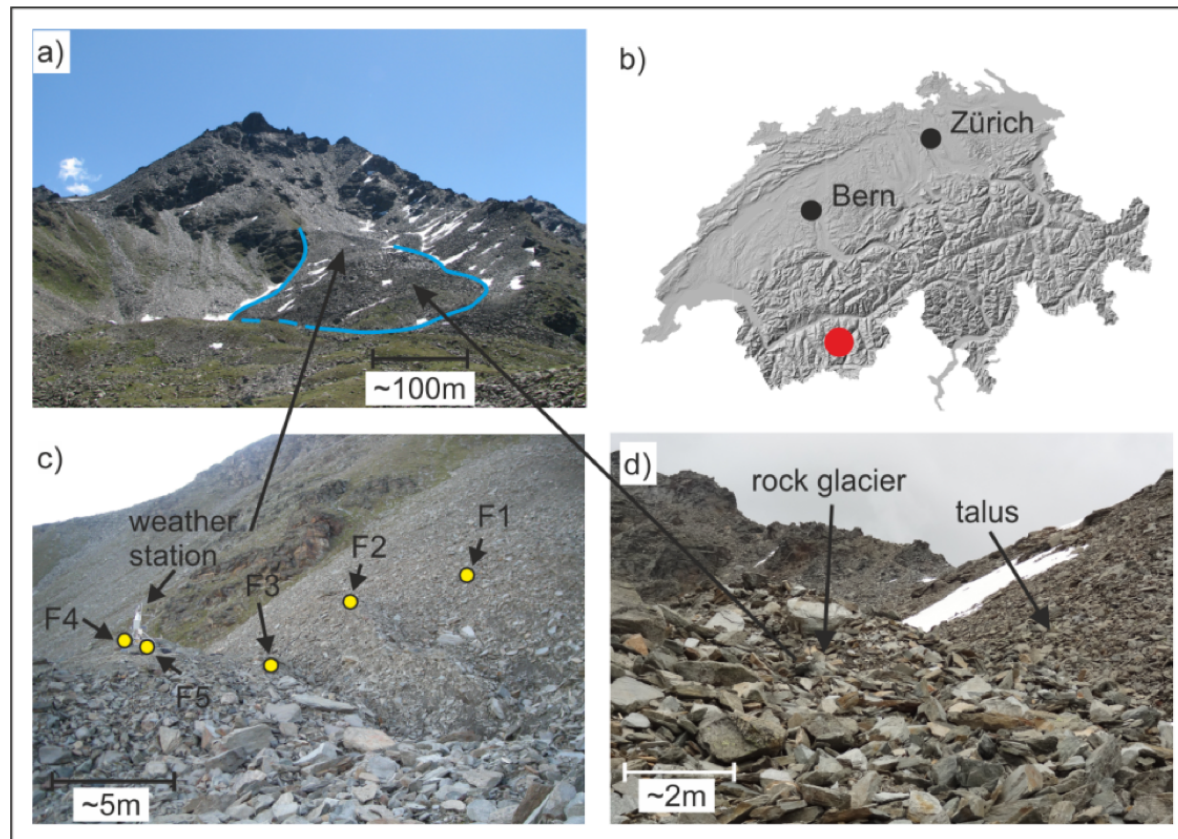 a)
~100m
b)
Zürich
Bern
c)
weather
station
F1
F2
F3
F4
F5
~5m
d)
rock glacier
talus
~2m